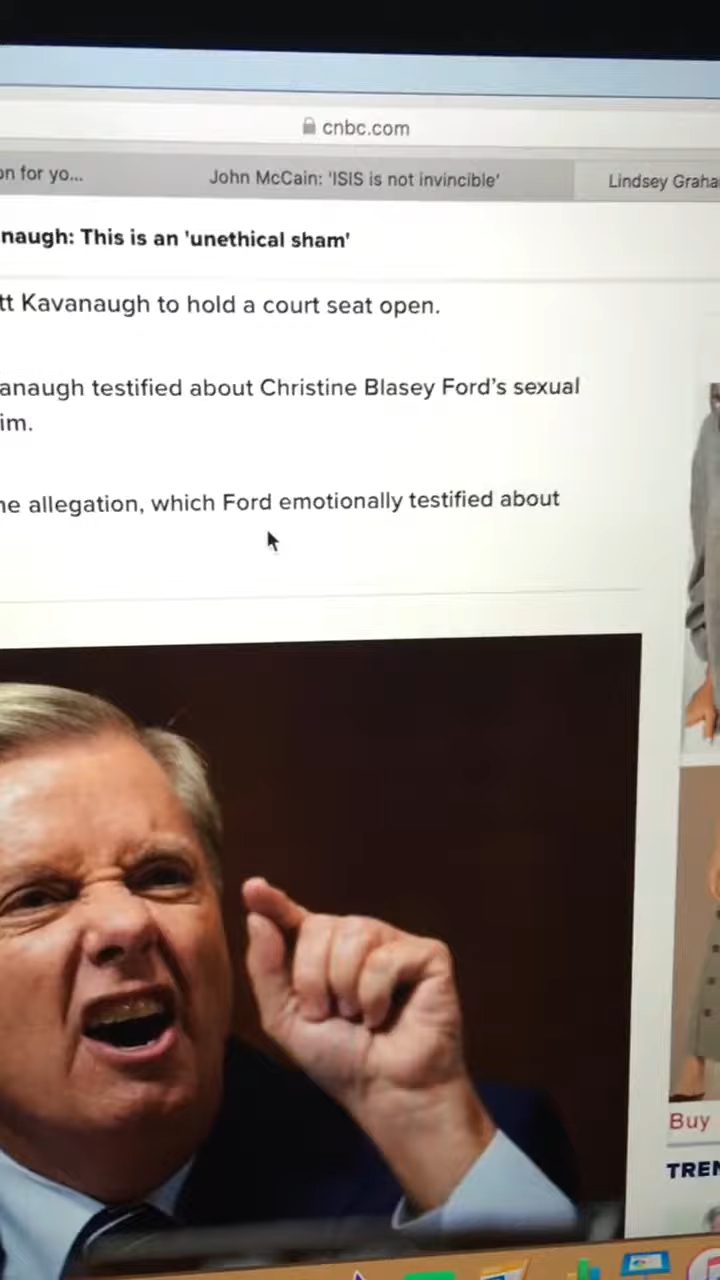 cnbc.com
on for yo...
John McCain: 'ISIS is not invincible'
Lindsey Graha
naugh: This is an 'unethical sham'
tt Kavanaugh to hold a court seat open.
anaugh testified about Christine Blasey Ford's sexual
im.
he allegation, which Ford emotionally testified about
Buy
TREN